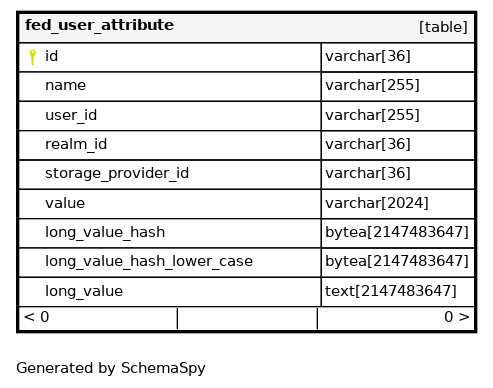 fed_user_attribute [table]
id varchar[36]
name varchar[255]
user_id varchar[255]
realm_id varchar[36]
storage_provider_id varchar[36]
value varchar[2024]
long_value_hash bytea[2147483647]
long_value_hash_lower_case bytea[2147483647]
long_value text[2147483647]
< 0 0 >
Generated by SchemaSpy